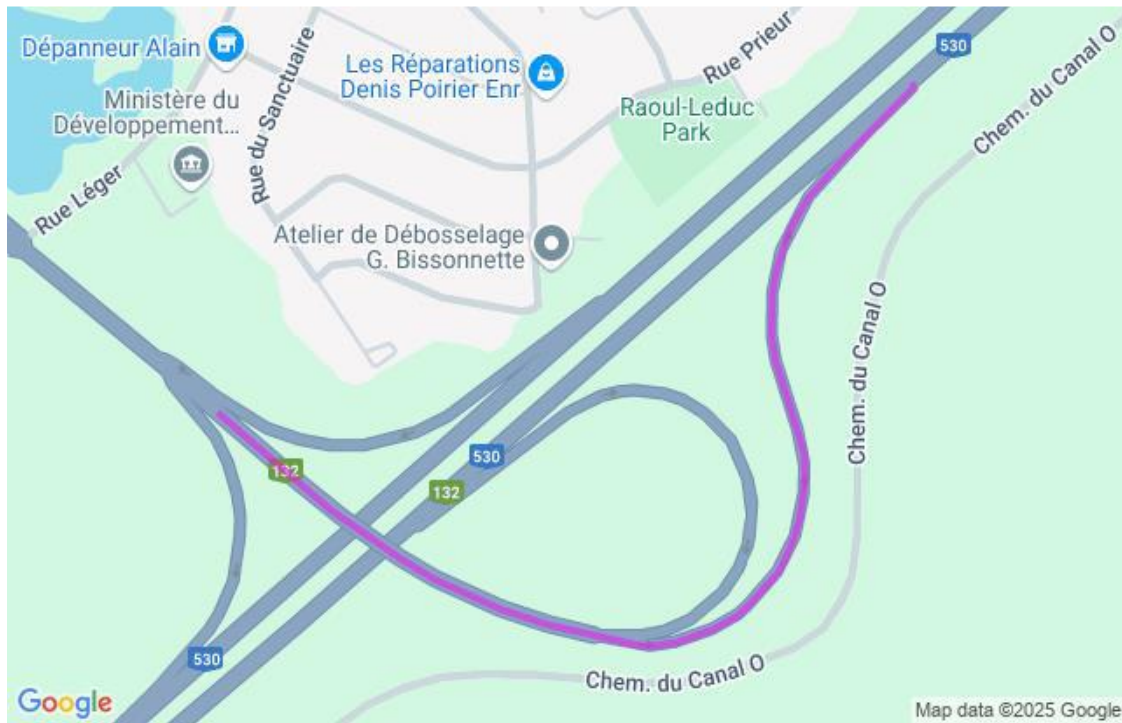 530
Chem. du Canal O
Rue Prieur
Dépanneur Alain
Rue du Sanctuaire
Les Réparations
Denis Poirier Enr
Ministère du
Développement...
Raoul-Leduc
Park
Rue Léger
Atelier de Débosselage
G. Bissonnette
Chem. du Canal O
530
132
132
530
Chem. du Canal O
Google
Map data ©2025 Google